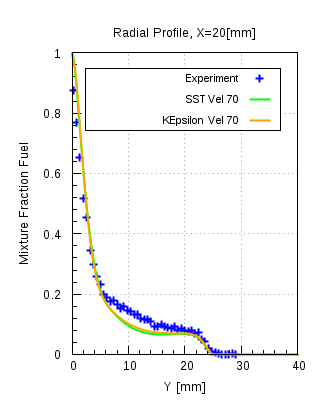 Radial Profile, X=20[mm]
Experiment
SST Vel 70
KEpsilon Vel 70
Mixture Fraction Fuel
1
0.8
0.6
0.4
0.2
0
0 10 20 30 40
Y [mm]